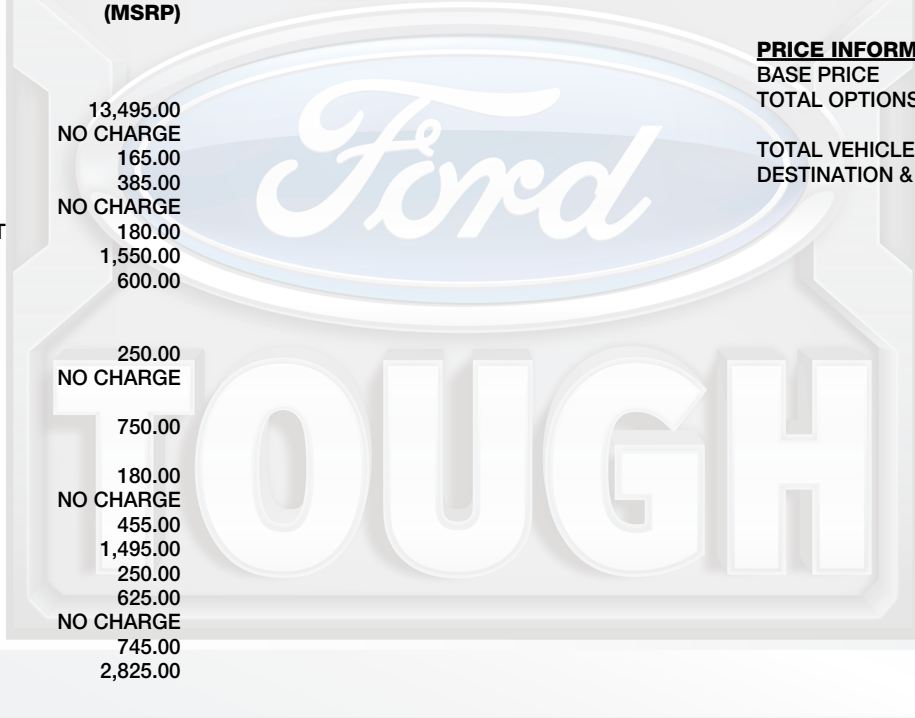 (MSRP)
13,495.00
NO CHARGE
165.00
385.00
NO CHARGE
T 180.00
1,550.00
600.00
250.00
NO CHARGE
750.00
180.00
NO CHARGE
455.00
1,495.00
250.00
625.00
NO CHARGE
745.00
2,825.00
PRICE INFORM
BASE PRICE
TOTAL OPTIONS
TOTAL VEHICLE
DESTINATION &
Ford
TOUGH